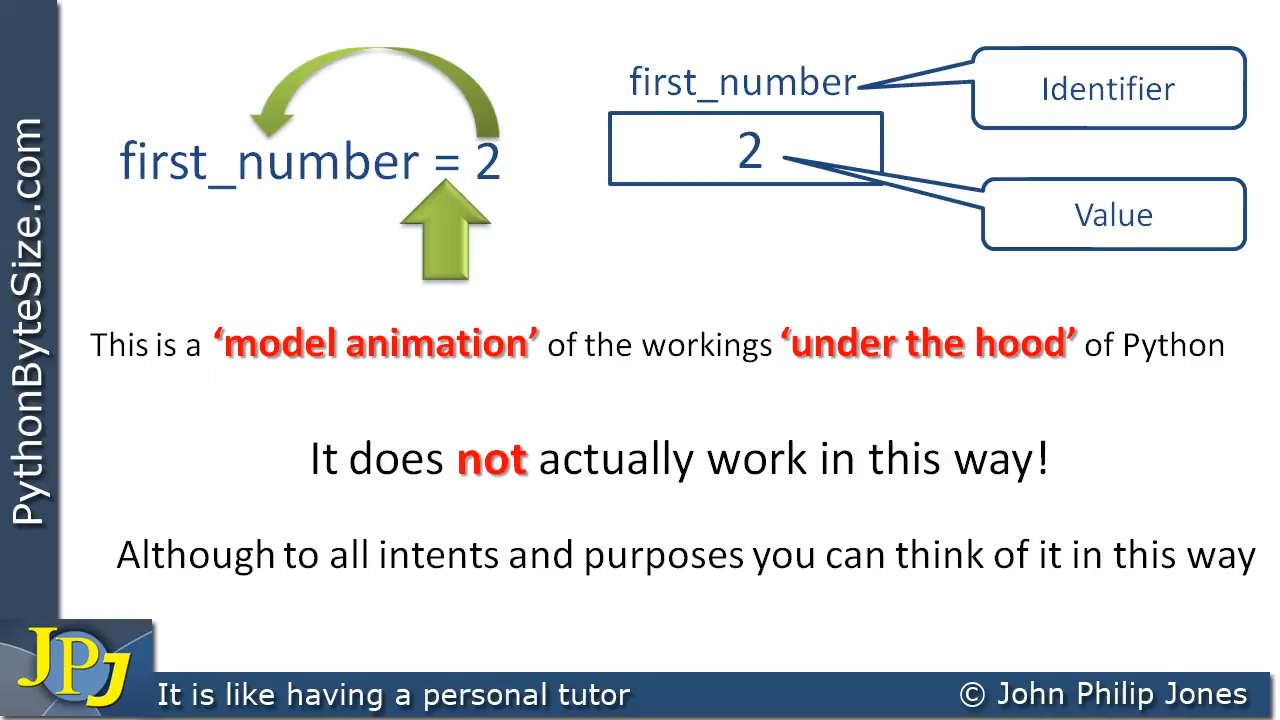 PythonByteSize.com
first_number = 2
first_number
Identifier
2
Value
This is a ‘model animation’ of the workings ‘under the hood’ of Python
It does not actually work in this way!
Although to all intents and purposes you can think of it in this way
JPJ
It is like having a personal tutor
© John Philip Jones